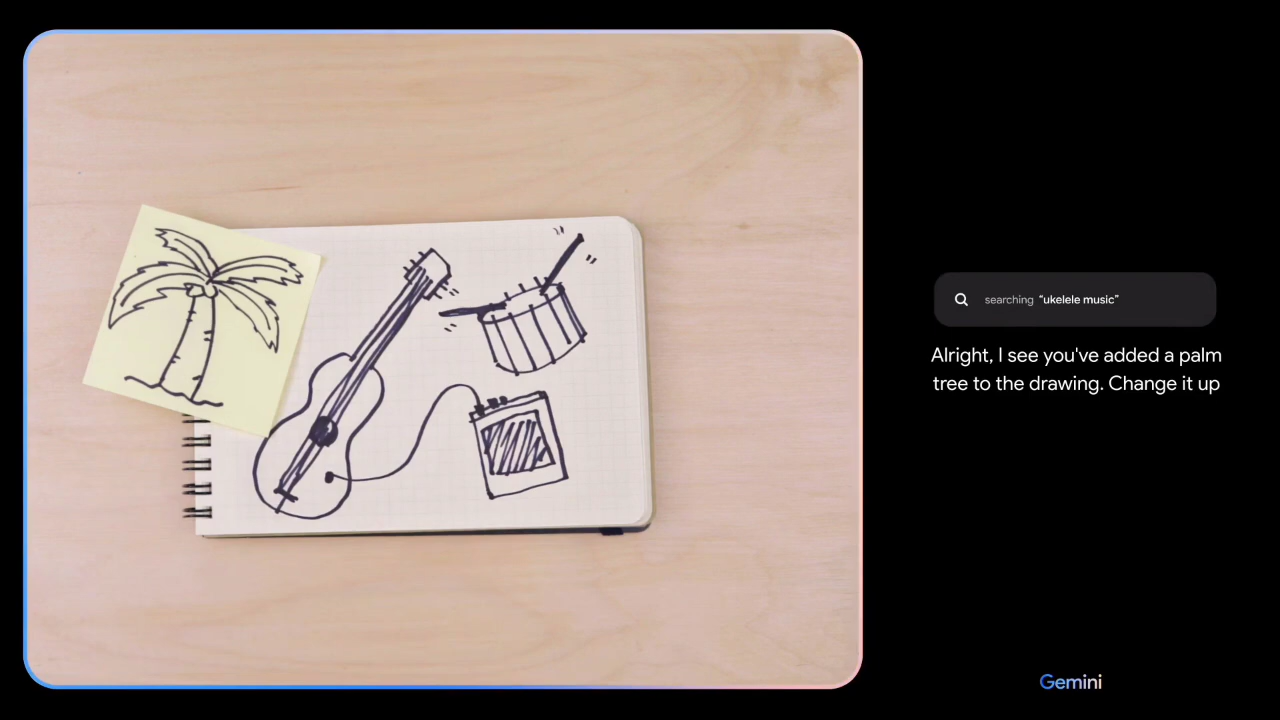 searching “ukelele music”
Alright, I see you've added a palm
tree to the drawing. Change it up
Gemini